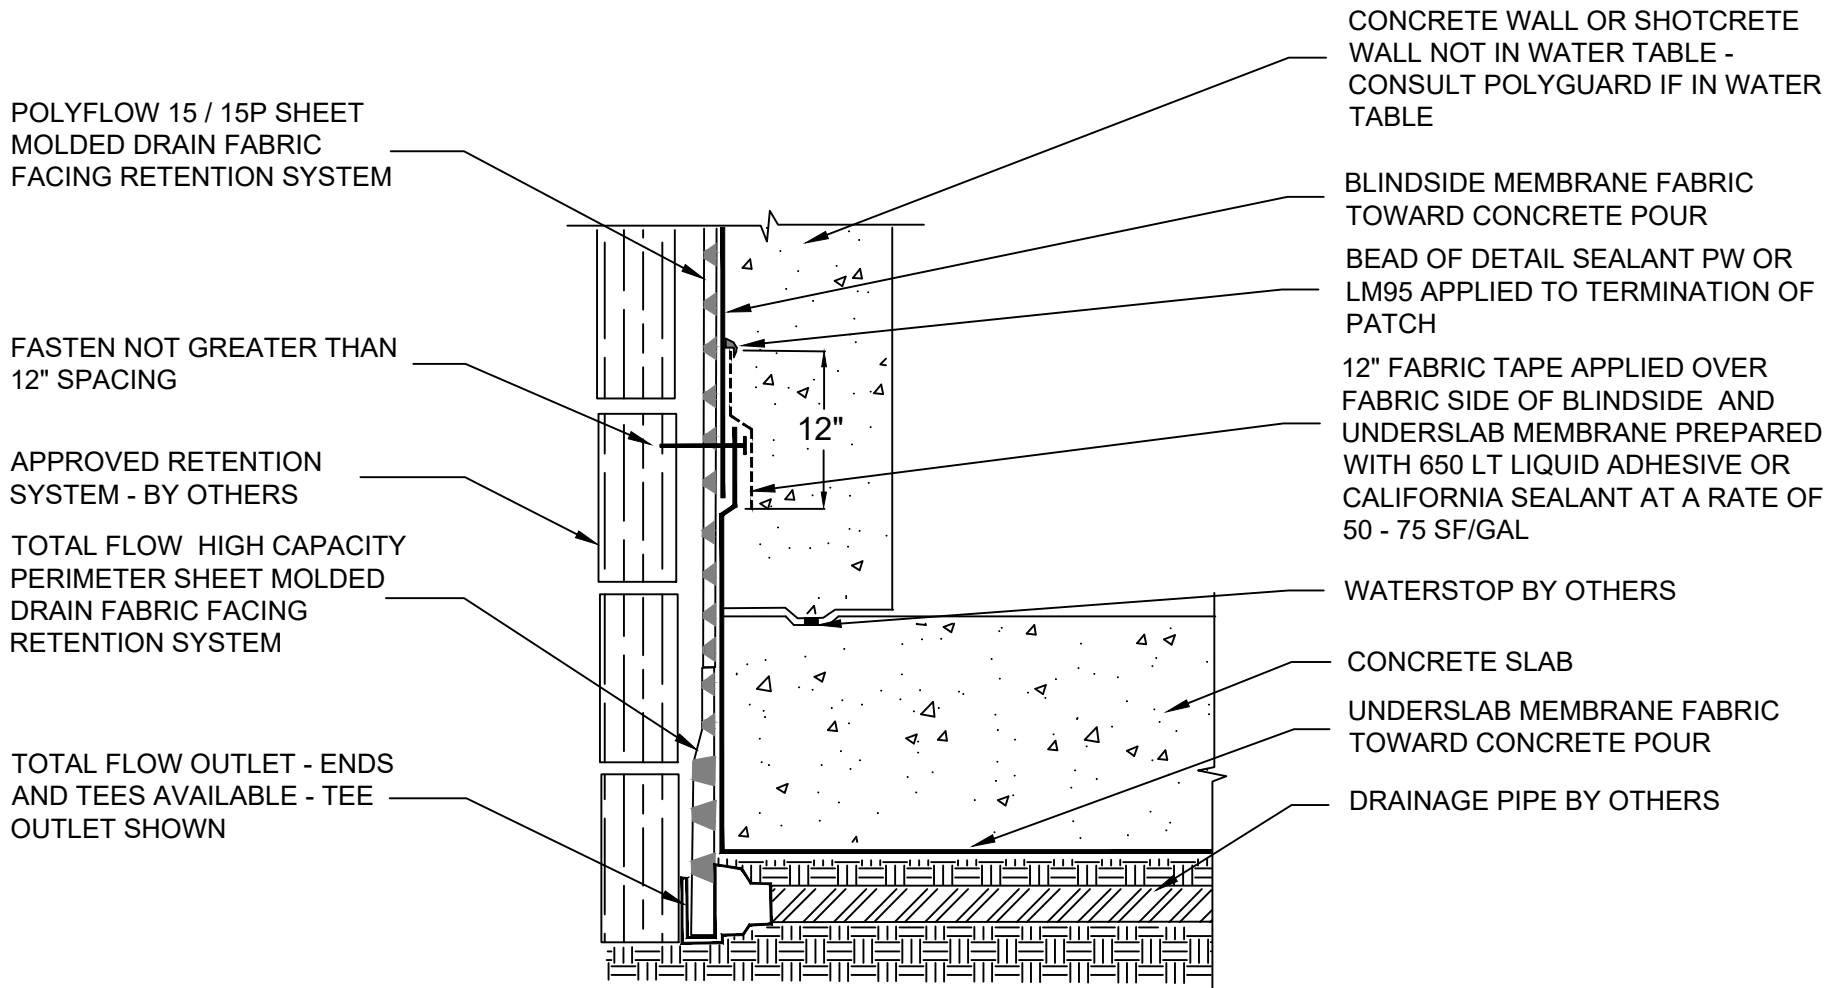 POLYFLOW 15 / 15P SHEET
MOLDED DRAIN FABRIC
FACING RETENTION SYSTEM
FASTEN NOT GREATER THAN
12" SPACING
APPROVED RETENTION
SYSTEM - BY OTHERS
TOTAL FLOW HIGH CAPACITY
PERIMETER SHEET MOLDED
DRAIN FABRIC FACING
RETENTION SYSTEM
TOTAL FLOW OUTLET - ENDS
AND TEES AVAILABLE - TEE
OUTLET SHOWN
12"
CONCRETE WALL OR SHOTCRETE
WALL NOT IN WATER TABLE -
CONSULT POLYGUARD IF IN WATER
TABLE
BLINDSIDE MEMBRANE FABRIC
TOWARD CONCRETE POUR
BEAD OF DETAIL SEALANT PW OR
LM95 APPLIED TO TERMINATION OF
PATCH
12" FABRIC TAPE APPLIED OVER
FABRIC SIDE OF BLINDSIDE AND
UNDERSLAB MEMBRANE PREPARED
WITH 650 LT LIQUID ADHESIVE OR
CALIFORNIA SEALANT AT A RATE OF
50 - 75 SF/GAL
WATERSTOP BY OTHERS
CONCRETE SLAB
UNDERSLAB MEMBRANE FABRIC
TOWARD CONCRETE POUR
DRAINAGE PIPE BY OTHERS